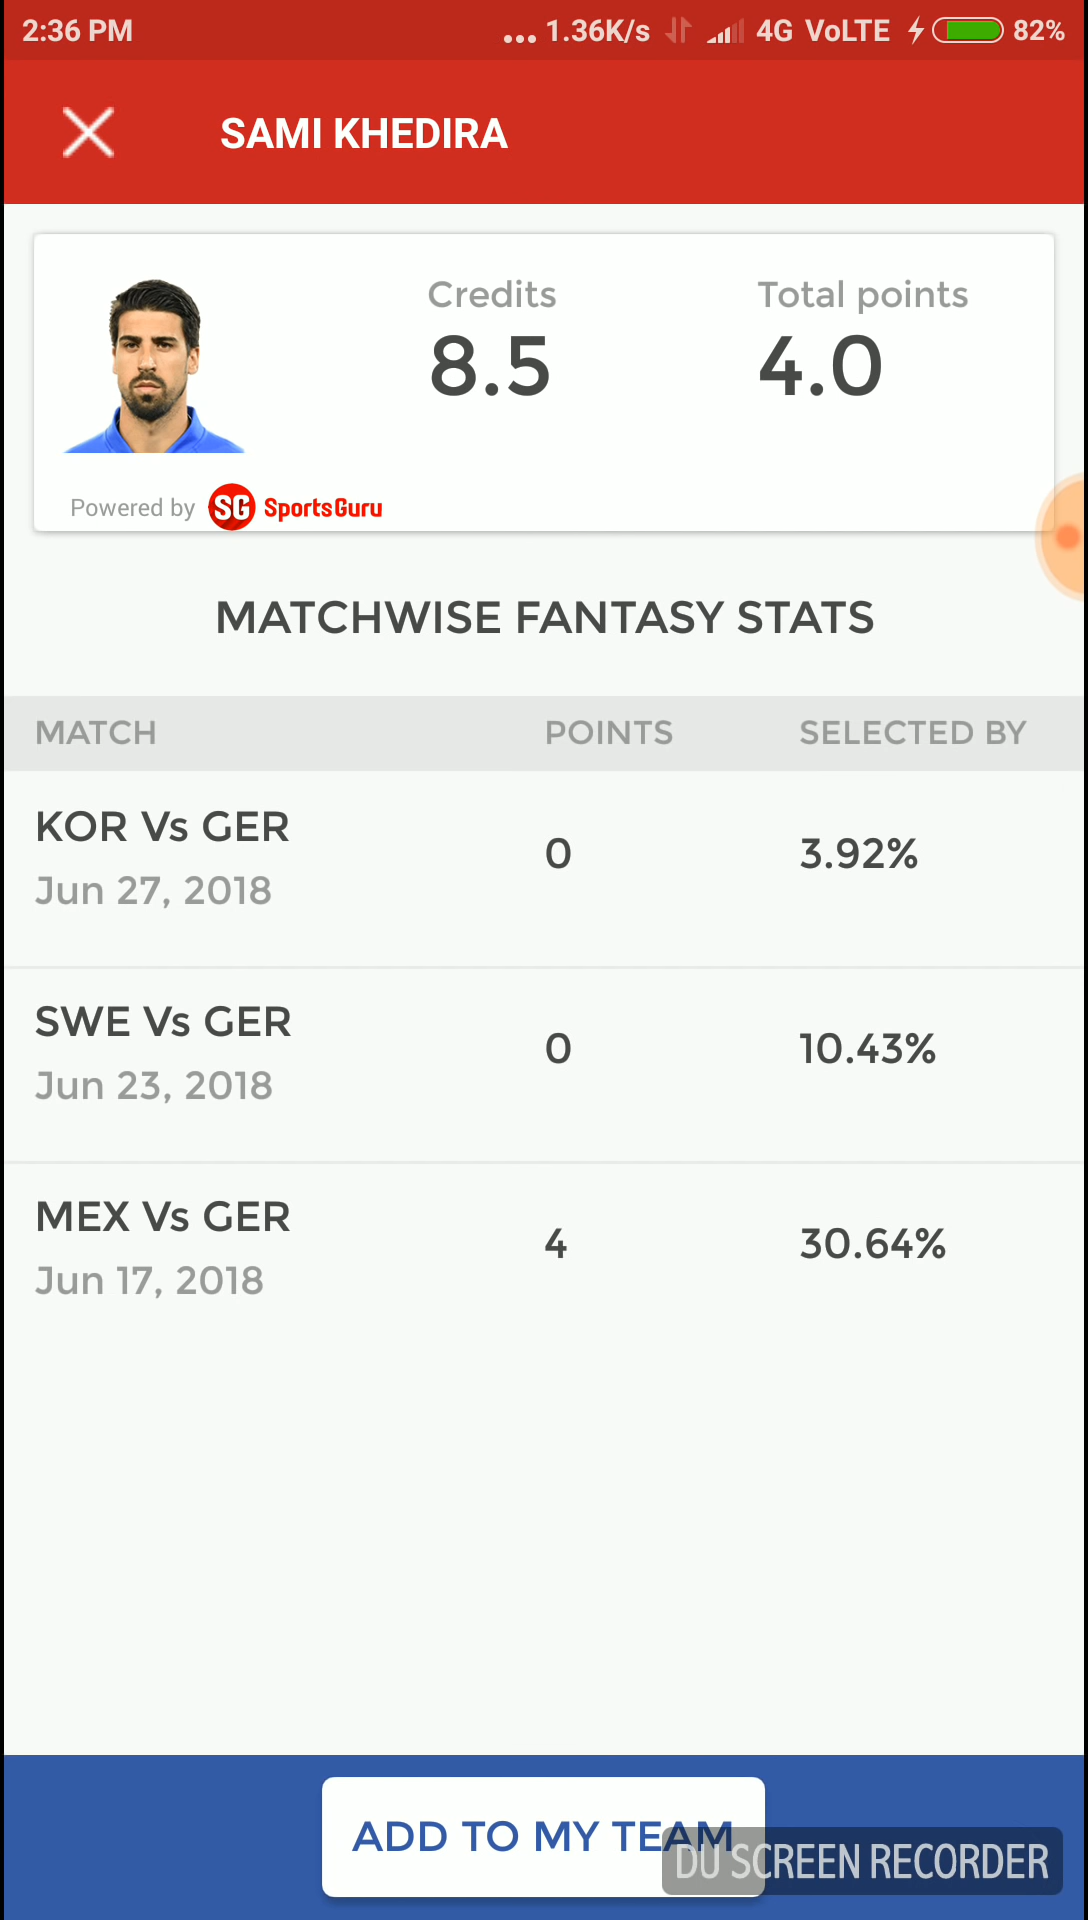 2:36 PM
... 1.36K/s 4G VoLTE 82%
SAMI KHEDIRA
Credits Total points
8.5 4.0
Powered by SG SportsGuru
MATCHWISE FANTASY STATS
MATCH POINTS SELECTED BY
KOR Vs GER
0 3.92%
Jun 27, 2018
SWE Vs GER
0 10.43%
Jun 23, 2018
MEX Vs GER
4 30.64%
Jun 17, 2018
ADD TO MY TEAM
DU SCREEN RECORDER